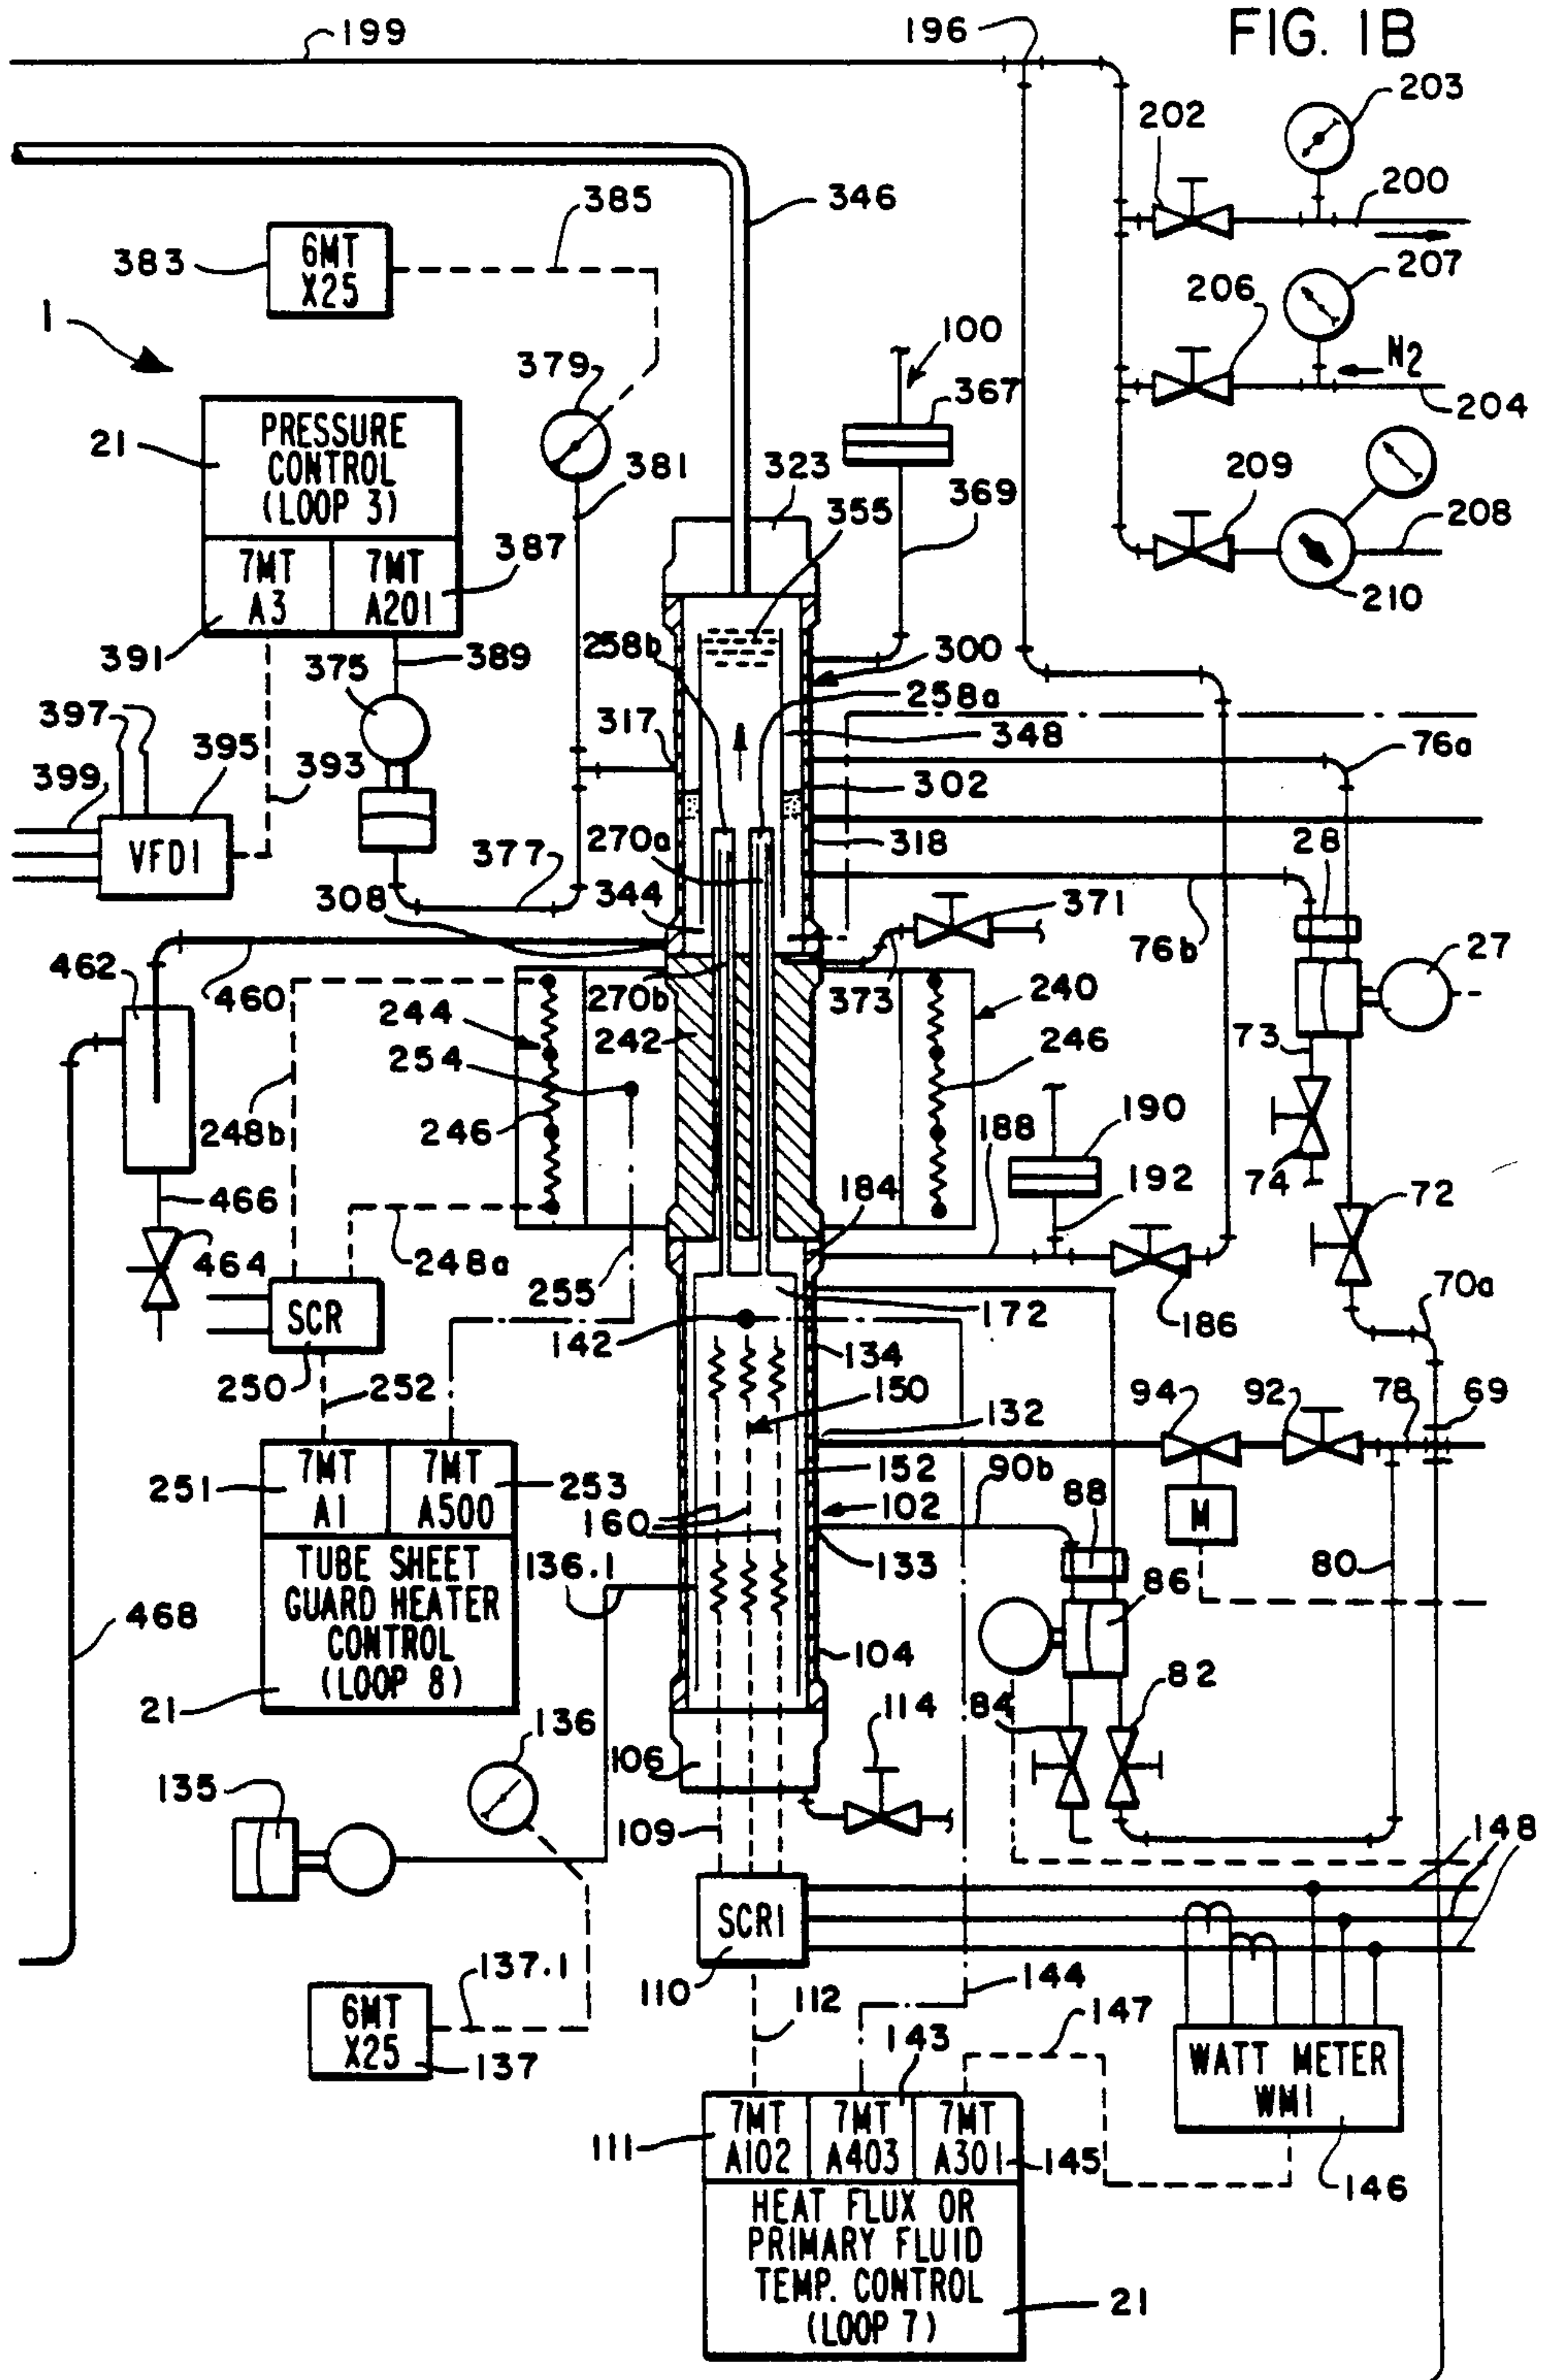 FIG. 1B
199
196
203
202
200
346
385
383
6MT
X25
207
206
1
100
N2
379
367
204
PRESSURE
CONTROL
(LOOP 3)
21
381
323
355
369
209
208
7MT
A3
7MT
A201
387
210
391
389
258b
300
375
258a
397
395
393
317
348
76a
399
302
VFD1
377
270a
318
28
308
344
371
76b
27
462
460
270b
373
240
244
242
73
254
246
190
248b
246
188
466
184
192
74
72
464
248a
255
70a
SCR
172
142
186
134
250
252
150
94
92
78
69
132
7MT
A1
7MT
A500
251
253
152
90b
88
160
102
M
TUBE SHEET
GUARD HEATER
CONTROL
(LOOP 8)
136.1
133
80
86
468
104
21
82
84
136
114
106
135
109
148
SCR1
137.1
110
144
6MT
X25
112
147
137
143
WATT METER
WM1
111
7MT
A102
7MT
A403
7MT
A301
145
146
HEAT FLUX OR
PRIMARY FLUID
TEMP. CONTROL
(LOOP 7)
21